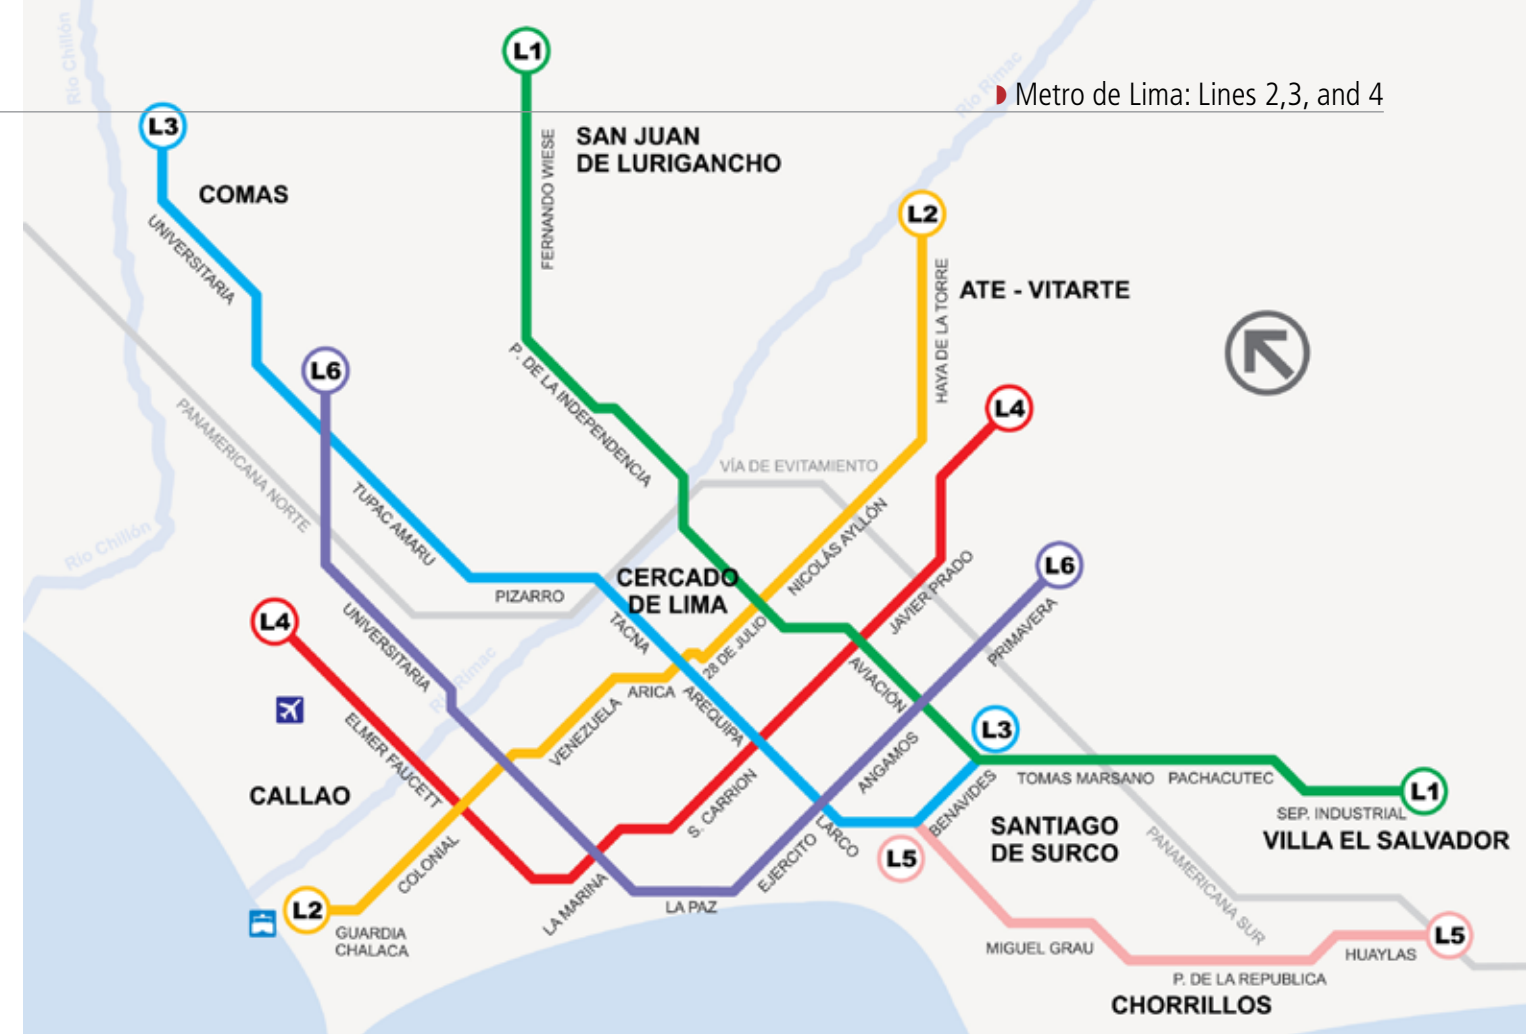 Río Chillón
L1
Río Rimac
Metro de Lima: Lines 2,3, and 4
L3
SAN JUAN
DE LURIGANCHO
FERNANDO WIESE
COMAS
UNIVERSITARIA
L2
HAYA DE LA TORRE
ATE - VITARTE
L6
P. DE LA INDEPENDENCIA
L4
PANAMERICANA NORTE
VÍA DE EVITAMIENTO
TUPAC AMARU
NICOLÁS AYLLÓN
Río Chillón
PIZARRO
CERCADO
DE LIMA
JAVIER PRADO
L6
L4
UNIVERSITARIA
TACNA
28 DE JULIO
PRIMAVERA
Río Rimac
ARICA
AREQUIPA
AVIACIÓN
ELMER FAUCETT
VENEZUELA
ANGAMOS
L3
CALLAO
S. CARRION
BENAVIDES
TOMAS MARSANO
PACHACUTEC
L1
SEP. INDUSTRIAL
COLONIAL
LARCO
SANTIAGO
DE SURCO
VILLA EL SALVADOR
L5
EJERCITO
PANAMERICANA SUR
L2
LA MARINA
LA PAZ
GUARDIA
CHALACA
MIGUEL GRAU
HUAYLAS
L5
P. DE LA REPUBLICA
CHORRILLOS